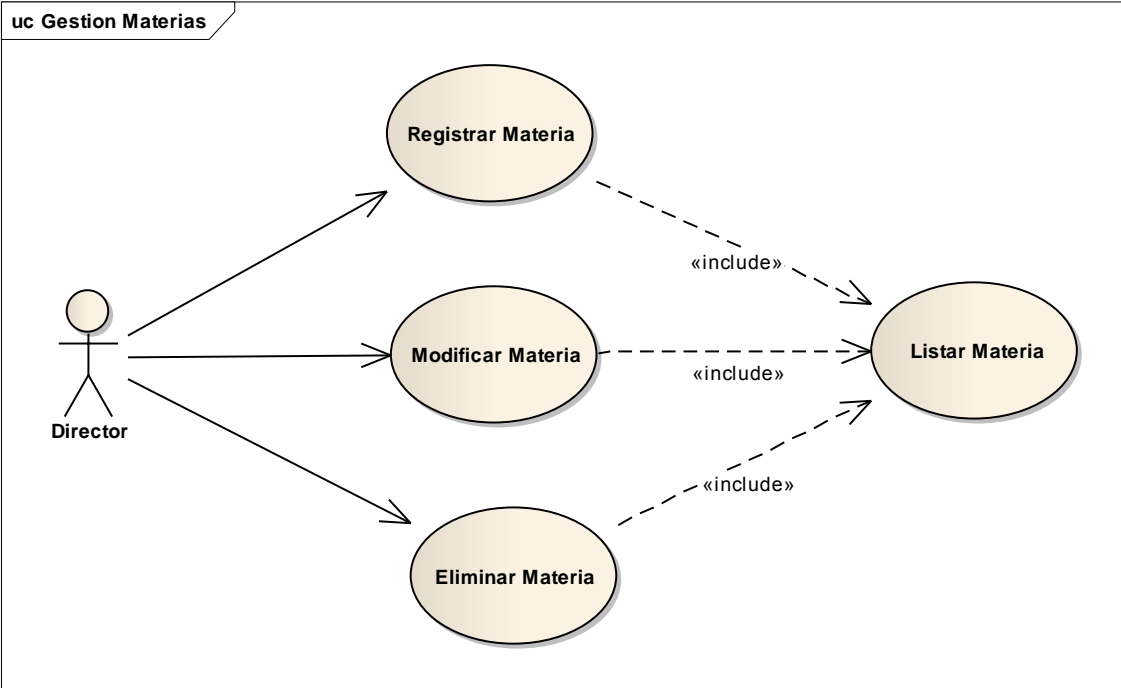 uc Gestion Materias
Registrar Materia
«include»
Modificar Materia
Listar Materia
«include»
Director
«include»
Eliminar Materia